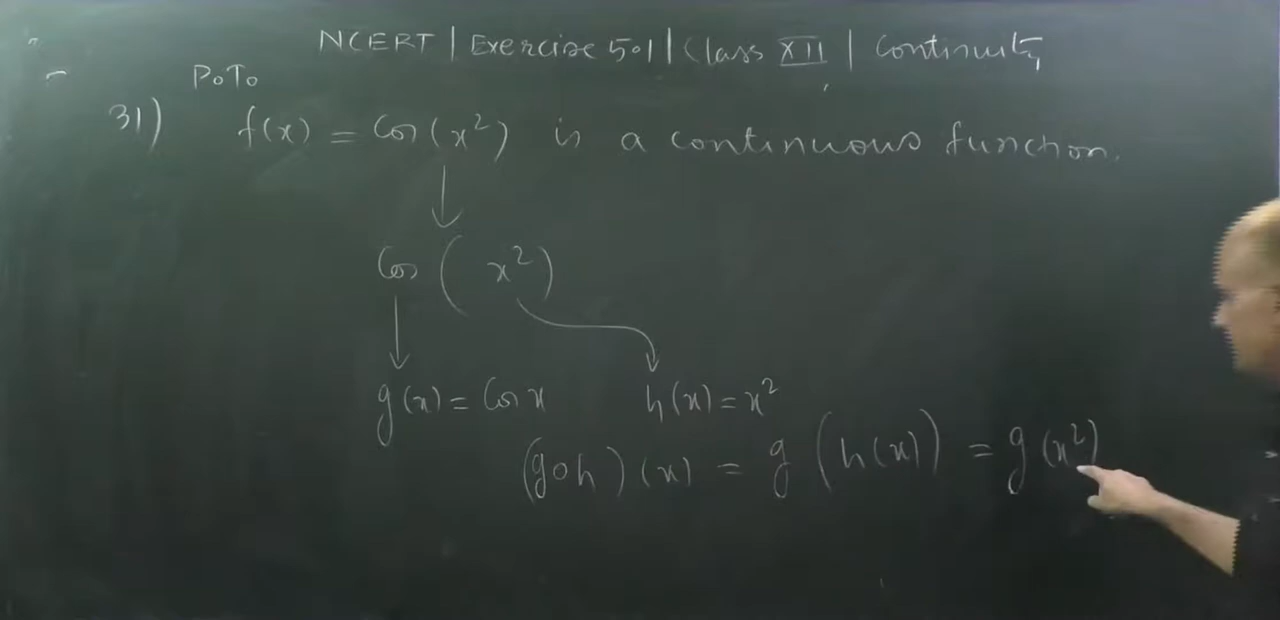 NCERT | Exercise 5.1 | Class XII | Continuity
P.T.
31) f(x) = Cos(x²) is a continuous function.
Cos (x²)
g(x) = Cos x h(x) = x²
(goh)(x) = g(h(x)) = g(x²)